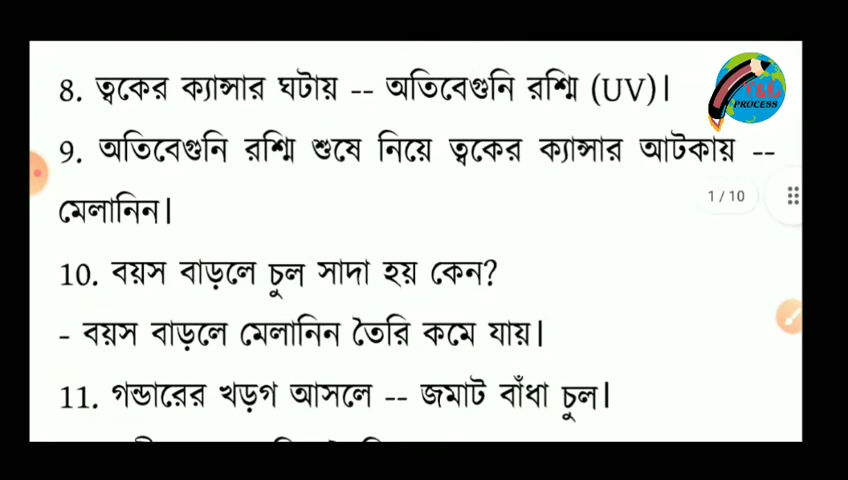 8. ত্বকের ক্যান্সার ঘটায় -- অতিবেগুনি রশ্মি (UV)।
9. অতিবেগুনি রশ্মি শুষে নিয়ে ত্বকের ক্যান্সার আটকায় --
মেলানিন।
10. বয়স বাড়লে চুল সাদা হয় কেন?
- বয়স বাড়লে মেলানিন তৈরি কমে যায়।
11. গন্ডারের খড়গ আসলে -- জমাট বাঁধা চুল।
PROCESS
1 / 10